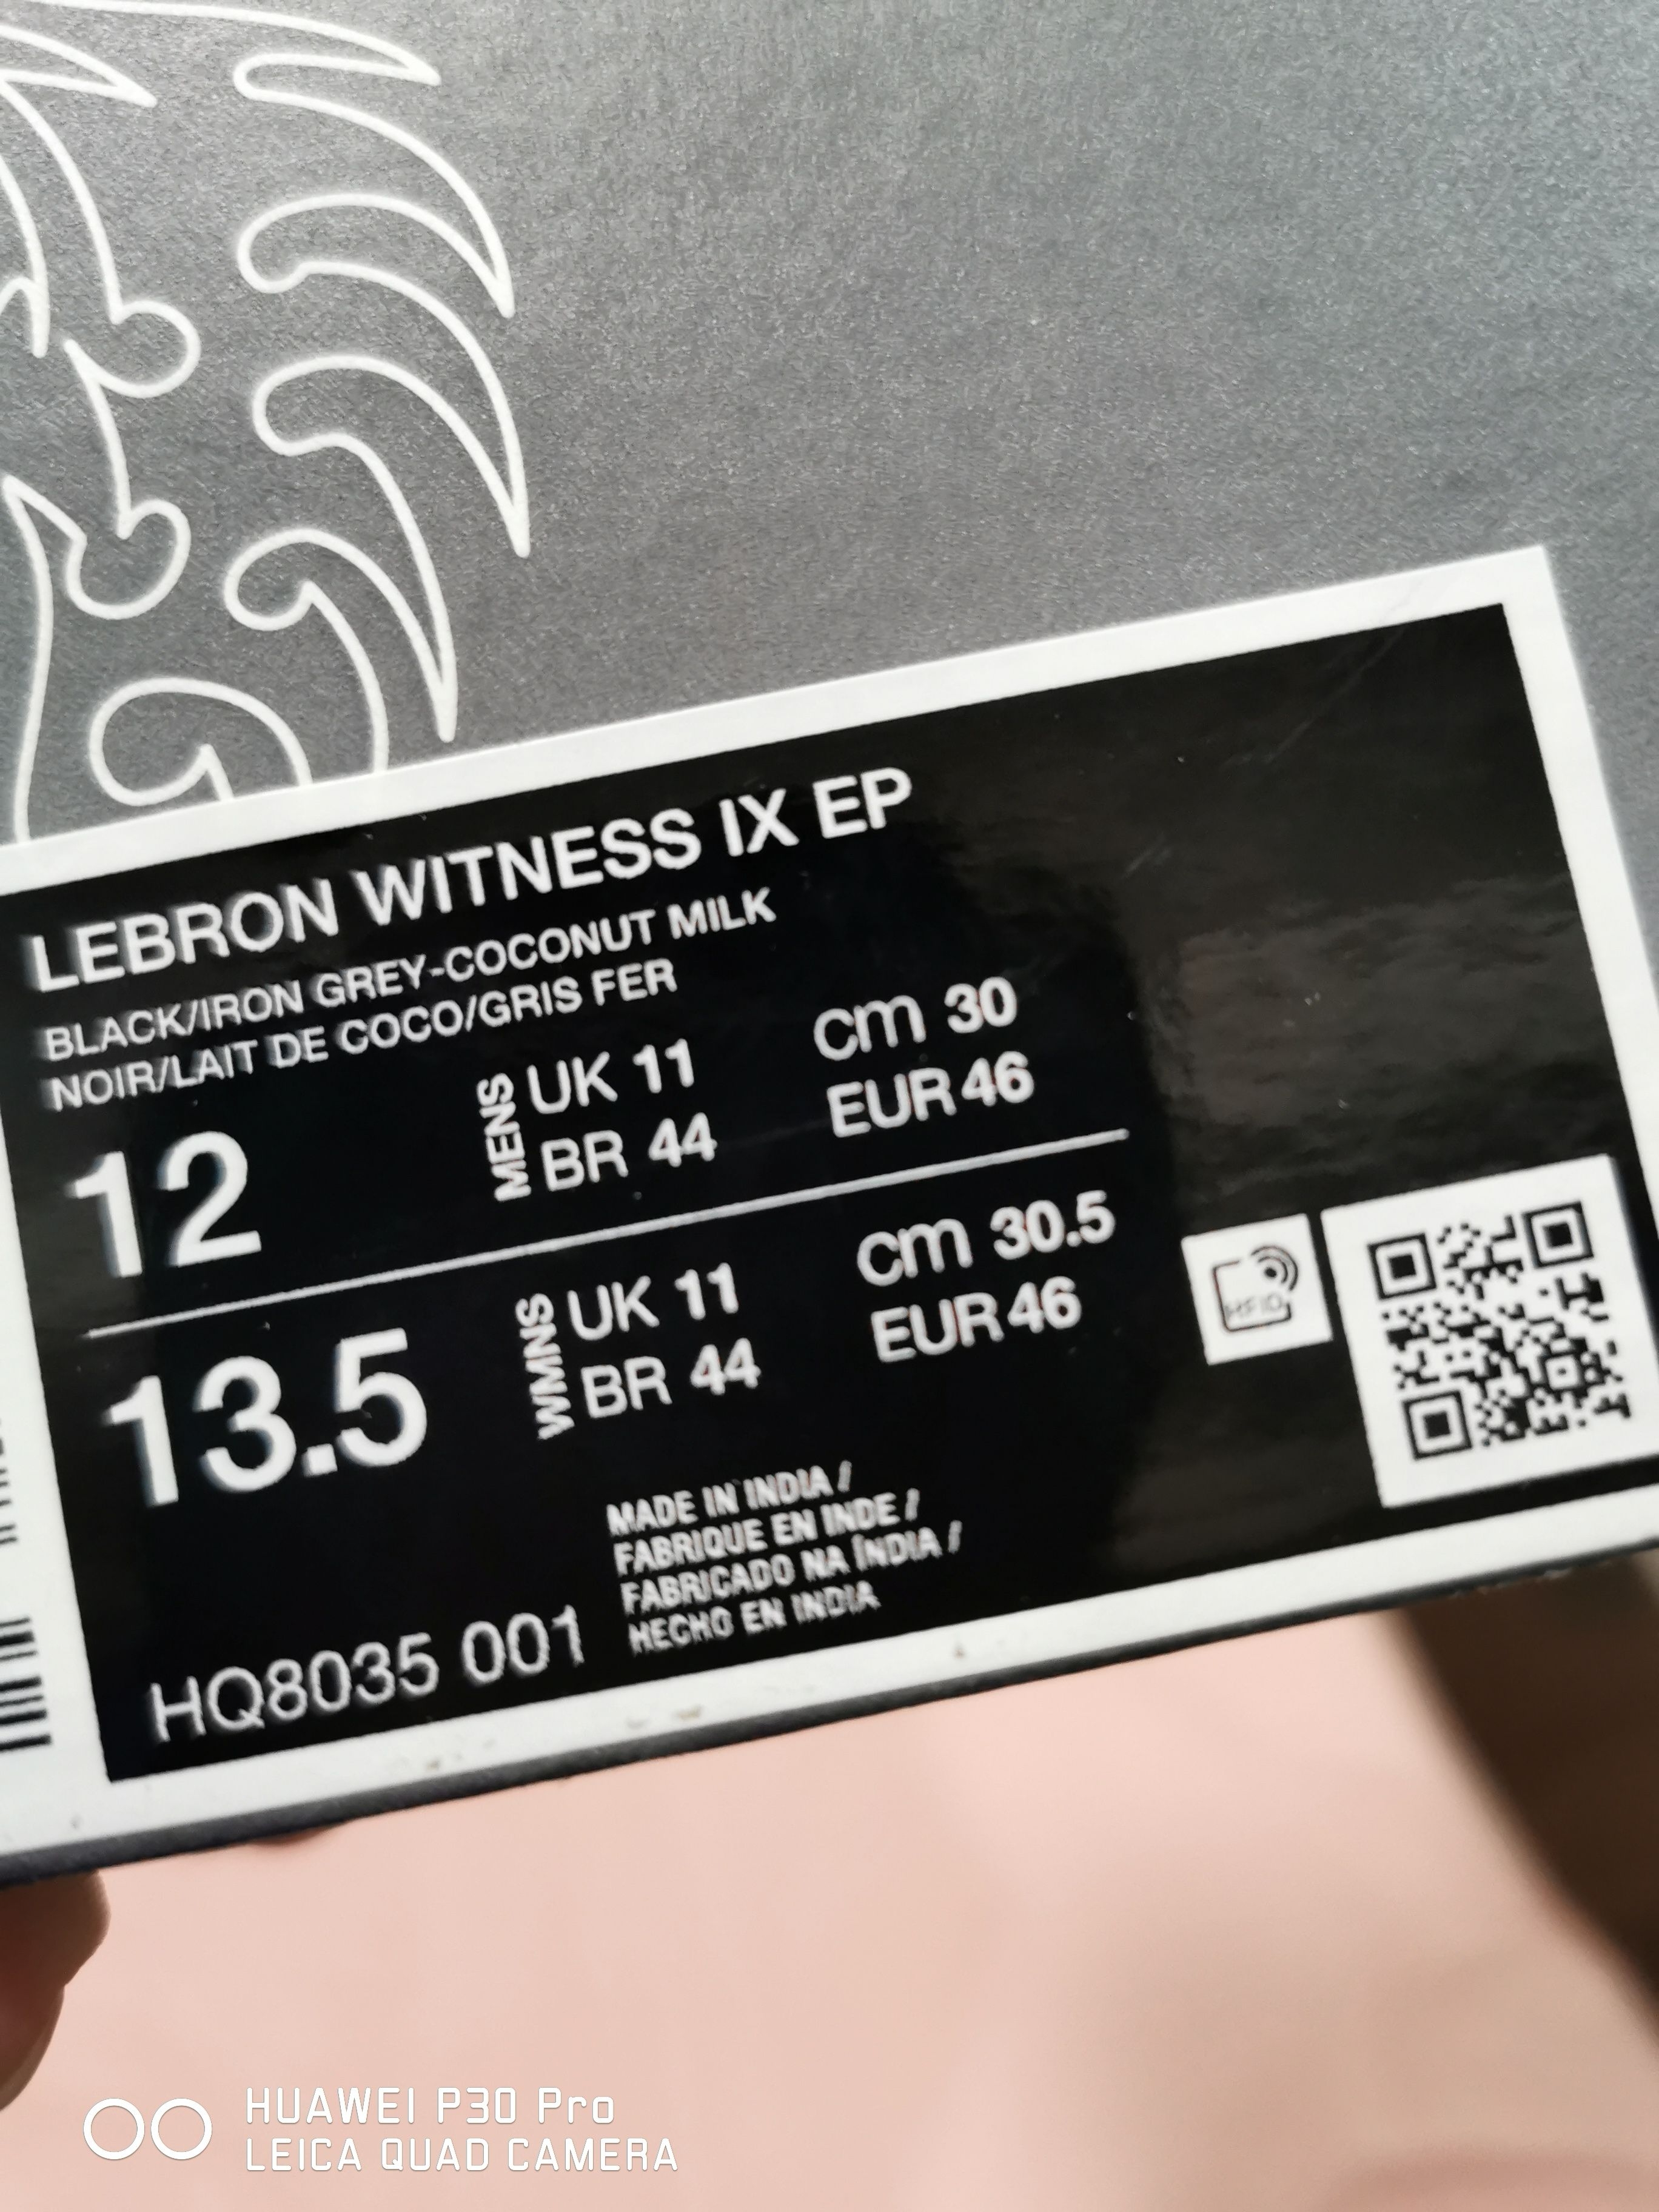 LEBRON WITNESS IX EP
BLACK/IRON GREY-COCONUT MILK
NOIR/LAIT DE COCO/GRIS FER
12
MENS
UK 11
cm 30
BR 44
EUR 46
13.5
WMNS
UK 11
cm 30.5
BR 44
EUR 46
RFID
MADE IN INDIA /
FABRIQUE EN INDE /
FABRICADO NA ÍNDIA /
HECHO EN INDIA
HQ8035 001
HUAWEI P30 Pro
LEICA QUAD CAMERA